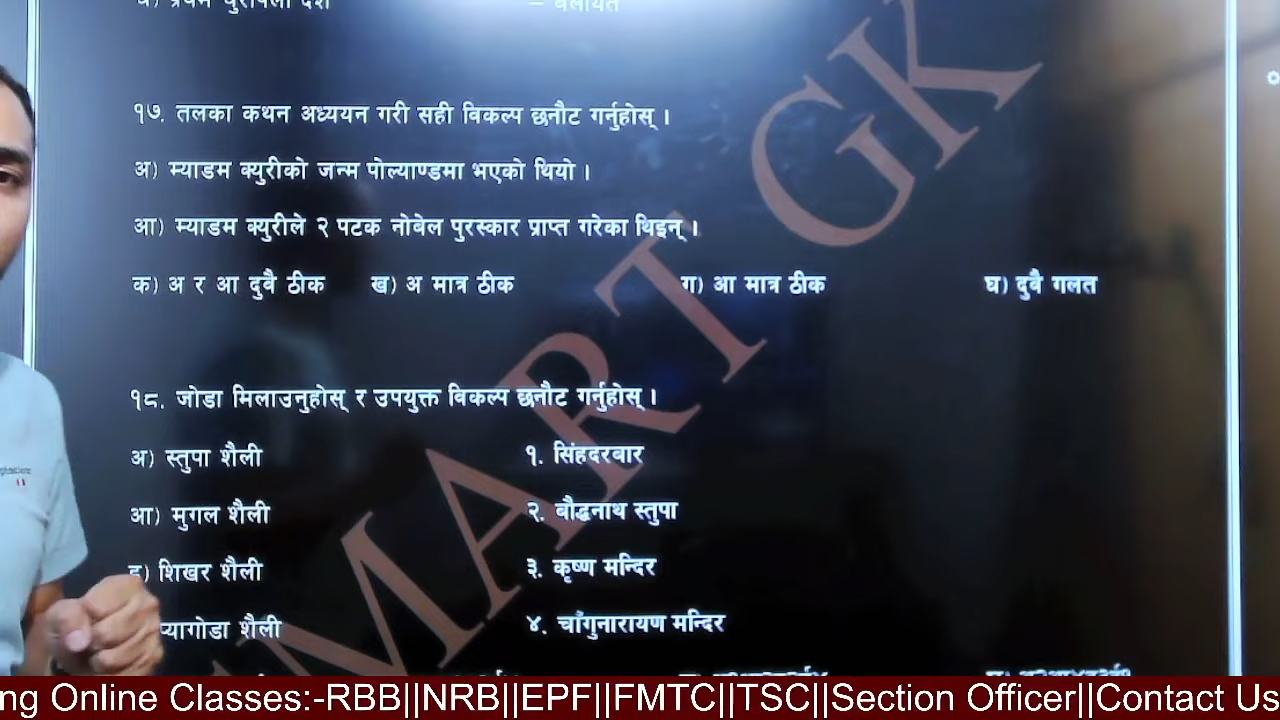 १७. तलका कथन अध्ययन गरी सही विकल्प छनौट गर्नुहोस् ।
अ) म्याडम क्युरीको जन्म पोल्याण्डमा भएको थियो ।
आ) म्याडम क्युरीले २ पटक नोबेल पुरस्कार प्राप्त गरेका थिइन् ।
क) अ र आ दुवै ठीक ख) अ मात्र ठीक ग) आ मात्र ठीक घ) दुवै गलत
१८. जोडा मिलाउनुहोस् र उपयुक्त विकल्प छनौट गर्नुहोस् ।
अ) स्तुपा शैली १. सिंहदरबार
आ) मुगल शैली २. बौद्धनाथ स्तुपा
इ) शिखर शैली ३. कृष्ण मन्दिर
प्यागोडा शैली ४. चाँगुनारायण मन्दिर
MART GK
ng Online Classes:-RBB||NRB||EPF||FMTC||TSC||Section Officer||Contact Us